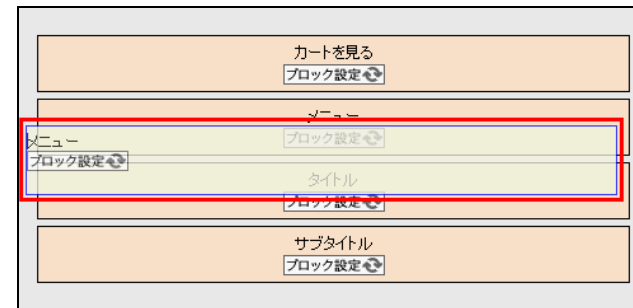 カートを見る
ブロック設定
メニュー
ブロック設定
メニュー
ブロック設定
タイトル
ブロック設定
サブタイトル
ブロック設定